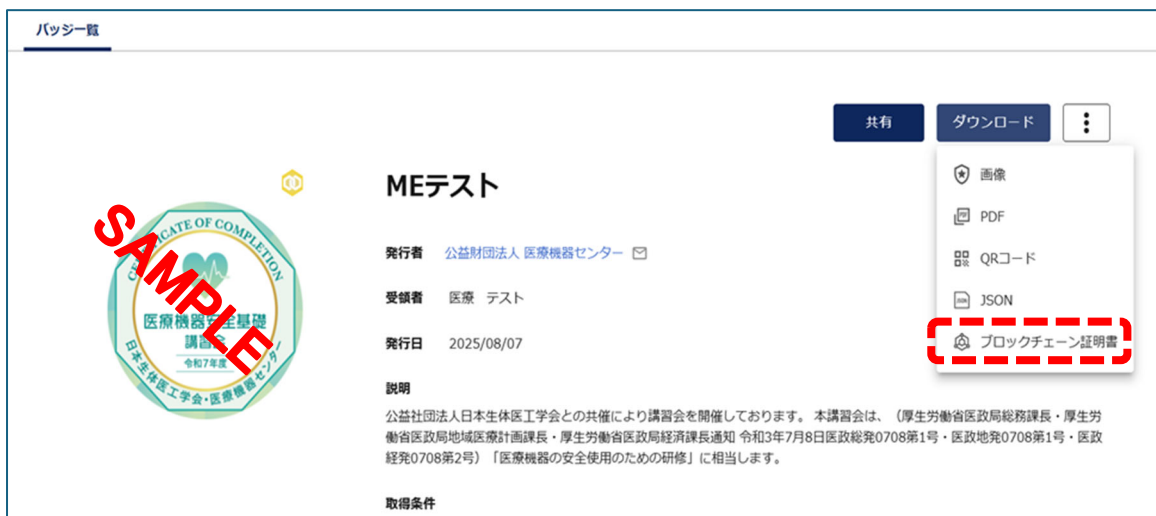 バッジ一覧
共有
ダウンロード
画像
PDF
PDF
QRコード
JSON
JSON
ブロックチェーン証明書
MEテスト
CERTIFICATE OF COMPLETION
医療機器安全基礎
講習会
令和7年度
日本生体医工学会・医療機器センター
SAMPLE
発行者 公益財団法人 医療機器センター
受領者 医療 テスト
発行日 2025/08/07
説明
公益社団法人日本生体医工学会との共催により講習会を開催しております。 本講習会は、（厚生労働省医政局総務課長・厚生労
働省医政局地域医療計画課長・厚生労働省医政局経済課長通知 令和3年7月8日医政総発0708第1号・医政地発0708第1号・医政
経発0708第2号）「医療機器の安全使用のための研修」に相当します。
取得条件